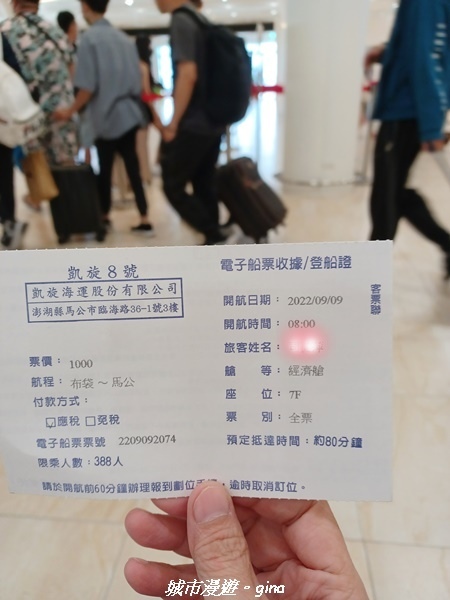 凱旋8號
凱旋海運股份有限公司
澎湖縣馬公市臨海路36-1號3樓
票價： 1000
航程： 布袋 ~ 馬公
付款方式：
☑應稅 □免稅
電子船票票號 2209092074
限乘人數：388人
電子船票收據/登船證
開航日期： 2022/09/09
開航時間： 08:00
旅客姓名：
艙 等： 經濟艙
座 位： 7F
票 別： 全票
預定抵達時間：約80分鐘
客票聯
請於開航前60分鐘辦理報到劃位手 ，逾時取消訂位。
城市漫遊。gina